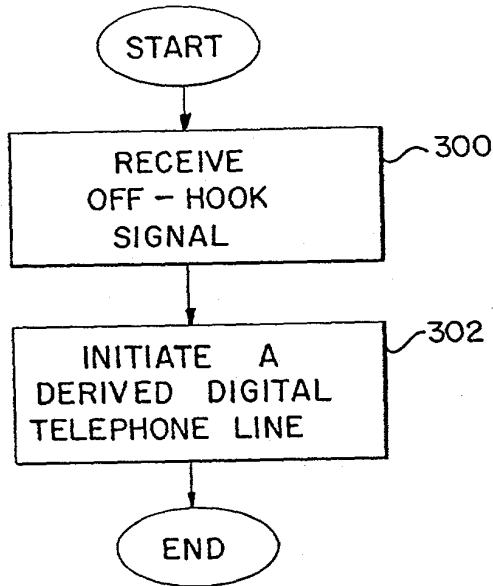 START
RECEIVE
OFF-HOOK
SIGNAL
300
INITIATE A
DERIVED DIGITAL
TELEPHONE LINE
302
END